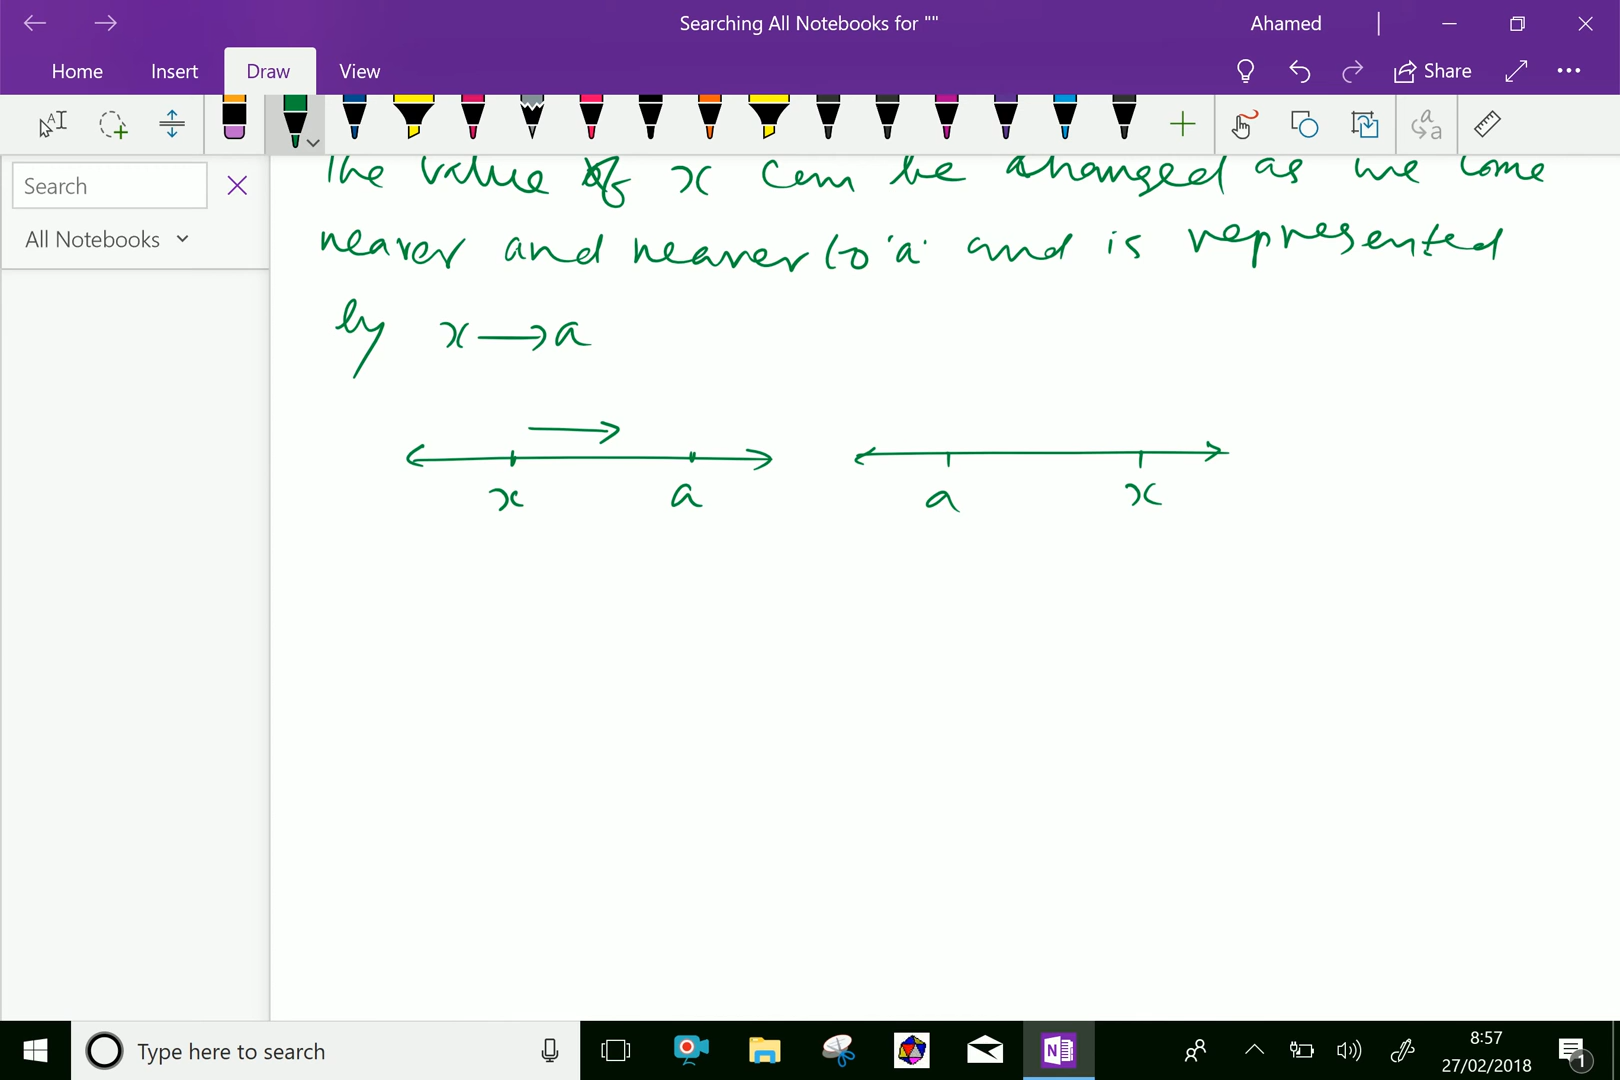 Searching All Notebooks for ""
Ahamed
Home
Insert
Draw
View
Share
Search
All Notebooks
The value of x can be changed as we come
nearer and nearer to 'a' and is represented
by x → a
x a
a x
Type here to search
8:57
27/02/2018
1